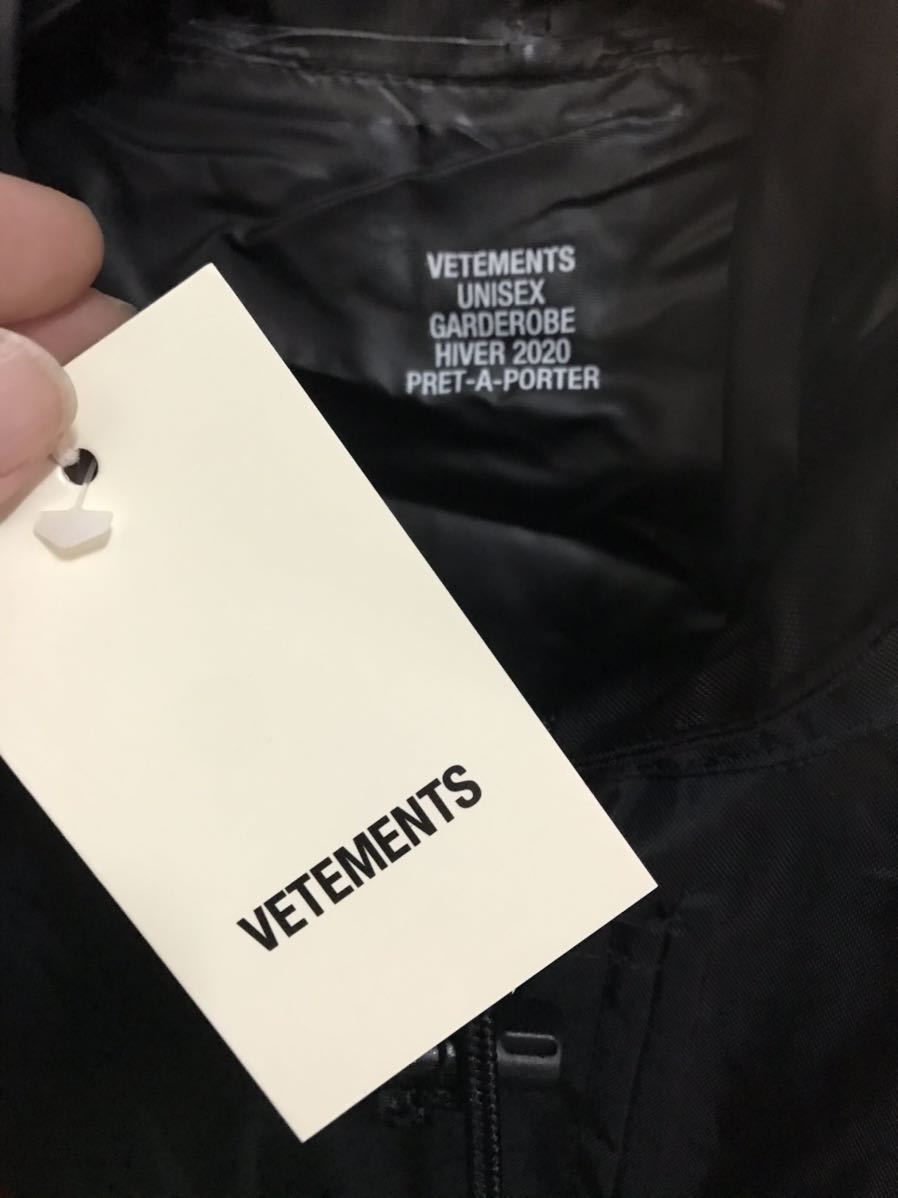 VETEMENTS
UNISEX
GARDEROBE
HIVER 2020
PRET-A-PORTER
VETEMENTS